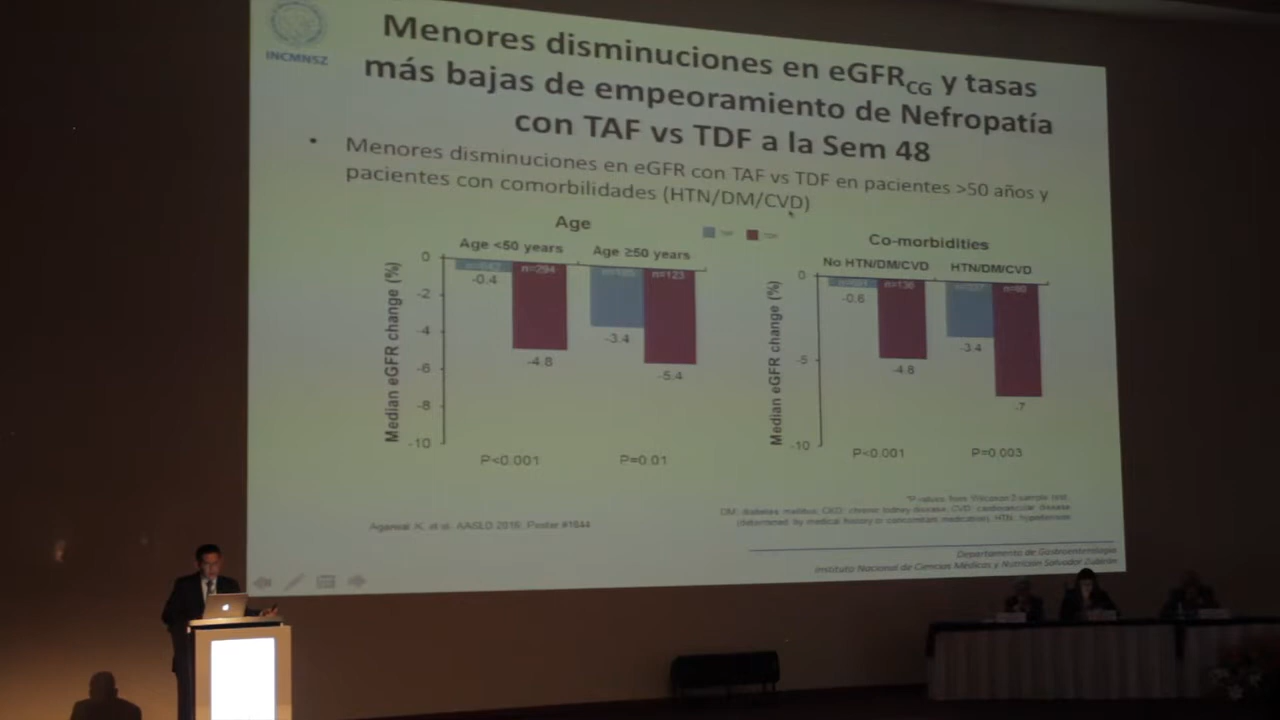 INCMNSZ
Menores disminuciones en eGFRCG y tasas
más bajas de empeoramiento de Nefropatía
con TAF vs TDF a la Sem 48
• Menores disminuciones en eGFR con TAF vs TDF en pacientes >50 años y
pacientes con comorbilidades (HTN/DM/CVD)
Age
Age <50 years
Age ≥50 years
Median eGFR change (%)
0
-2
-4
-6
-8
-10
n=294
n=123
-0.4
-4.8
-3.4
-5.4
P<0.001
P=0.01
TAF
TDF
Co-morbidities
No HTN/DM/CVD
HTN/DM/CVD
Median eGFR change (%)
0
-5
-10
-0.6
-4.8
-3.4
-7
P<0.001
P=0.003
DM: diabetes mellitus; CKD: chronic kidney disease; CVD: cardiovascular disease
(determined by medical history or concomitant medication); HTN: hypertension
Agarwal K, et al. AASLD 2016; Poster #1844
Departamento de Gastroenterología
Instituto Nacional de Ciencias Médicas y Nutrición Salvador Zubirán